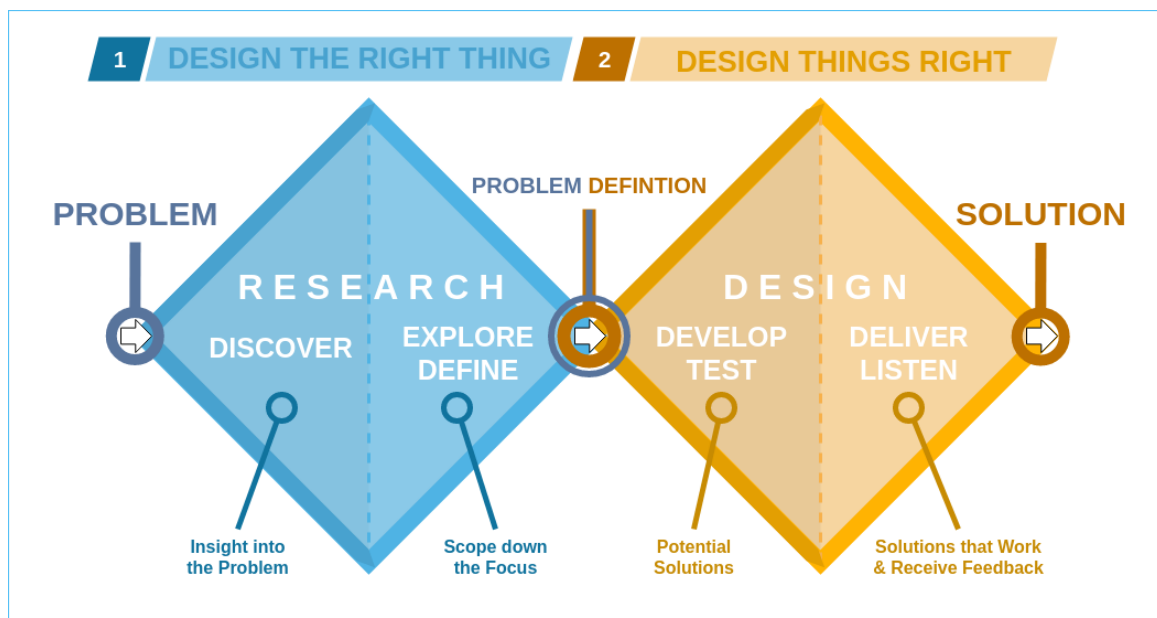 1 DESIGN THE RIGHT THING 2 DESIGN THINGS RIGHT
PROBLEM DEFINTION
PROBLEM
SOLUTION
RESEARCH
DESIGN
DISCOVER
EXPLORE
DEFINE
DEVELOP
TEST
DELIVER
LISTEN
Insight into
the Problem
Scope down
the Focus
Potential
Solutions
Solutions that Work
& Receive Feedback